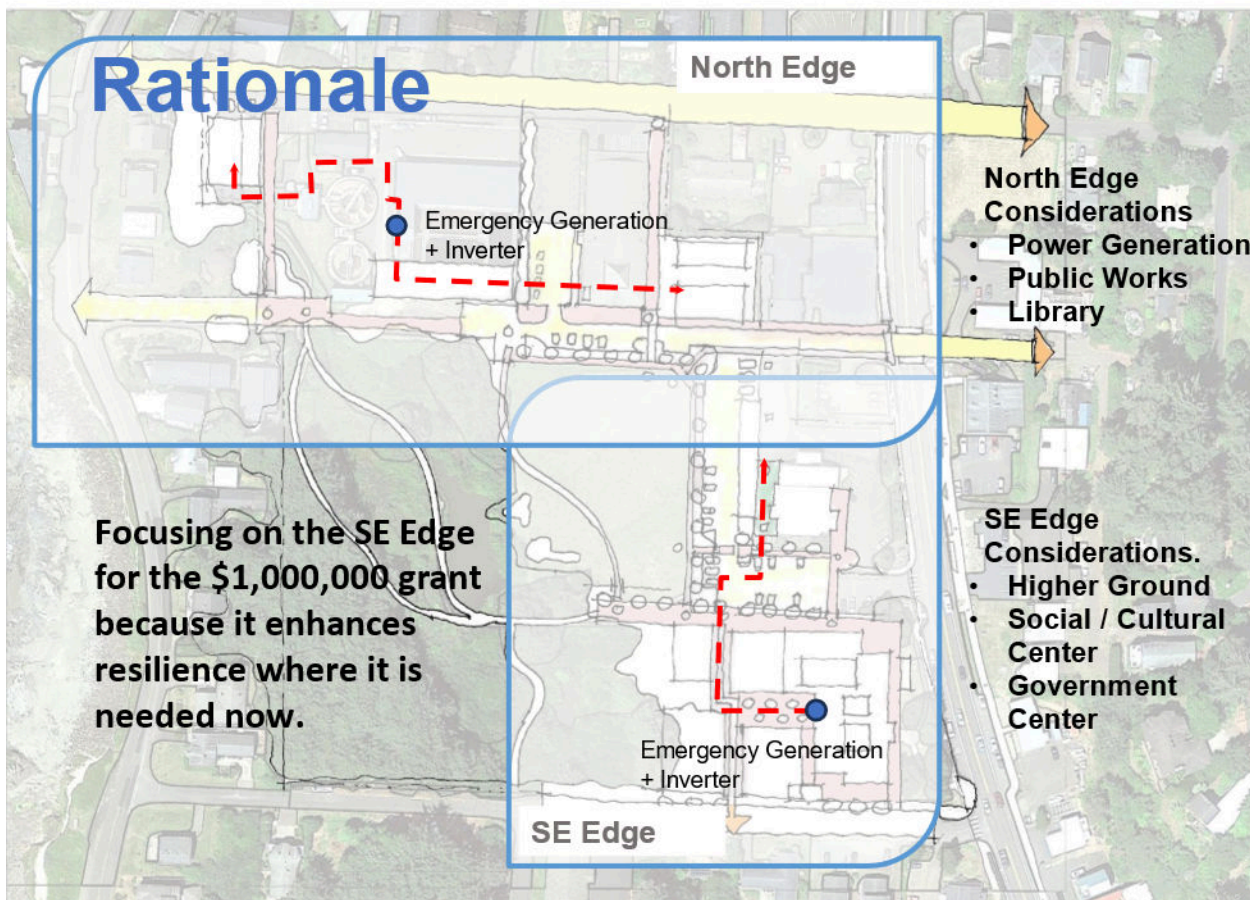 Rationale
North Edge
Emergency Generation
+ Inverter
North Edge
Considerations
• Power Generation
• Public Works
• Library
Focusing on the SE Edge
for the $1,000,000 grant
because it enhances
resilience where it is
needed now.
SE Edge
Considerations.
• Higher Ground
• Social / Cultural
Center
• Government
Center
Emergency Generation
+ Inverter
SE Edge